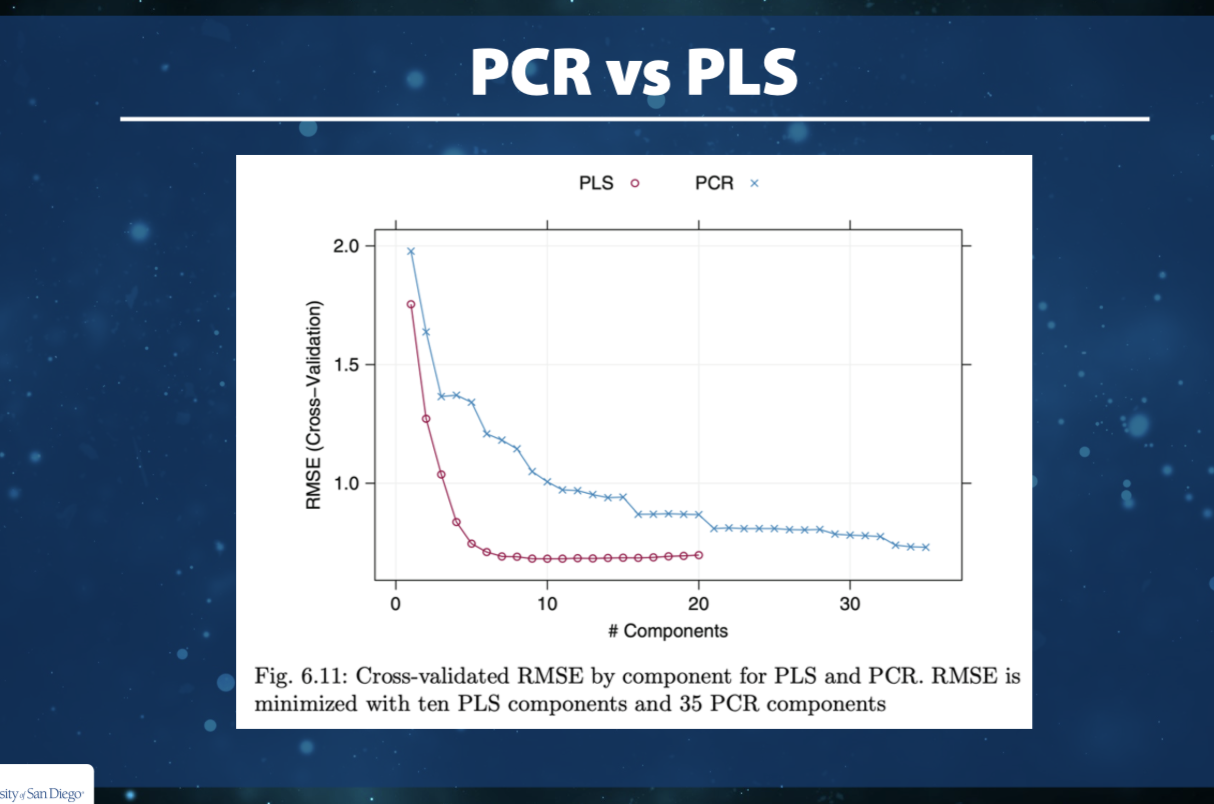 PCR vs PLS
PLS PCR
2.0
1.5
1.0
RMSE (Cross−Validation)
0 10 20 30
# Components
Fig. 6.11: Cross-validated RMSE by component for PLS and PCR. RMSE is
minimized with ten PLS components and 35 PCR components
sity of San Diego